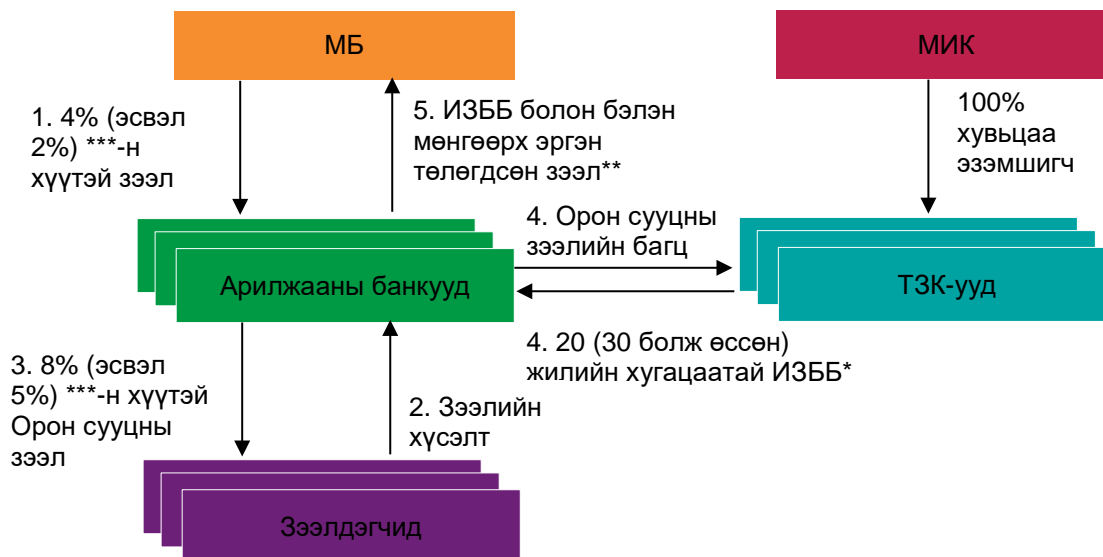 МБ
МИК
1. 4% (эсвэл
2%) ***-н
хүүтэй зээл
5. ИЗББ болон бэлэн
мөнгөөрх эргэн
төлөгдсөн зээл**
100%
хувьцаа
эзэмшигч
4. Орон сууцны
зээлийн багц
Арилжааны банкууд
ТЗК-ууд
4. 20 (30 болж өссөн)
жилийн хугацаатай ИЗББ*
3. 8% (эсвэл
5%) ***-н хүүтэй
Орон сууцны
зээл
2. Зээлийн
хүсэлт
Зээлдэгчид